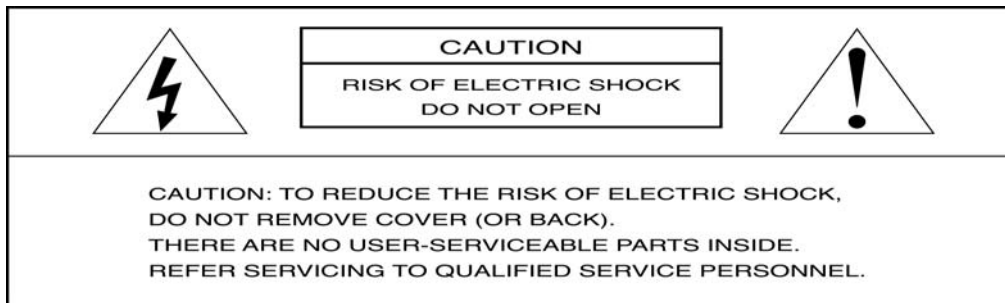 CAUTION
RISK OF ELECTRIC SHOCK
DO NOT OPEN
!
CAUTION: TO REDUCE THE RISK OF ELECTRIC SHOCK,
DO NOT REMOVE COVER (OR BACK).
THERE ARE NO USER-SERVICEABLE PARTS INSIDE.
REFER SERVICING TO QUALIFIED SERVICE PERSONNEL.